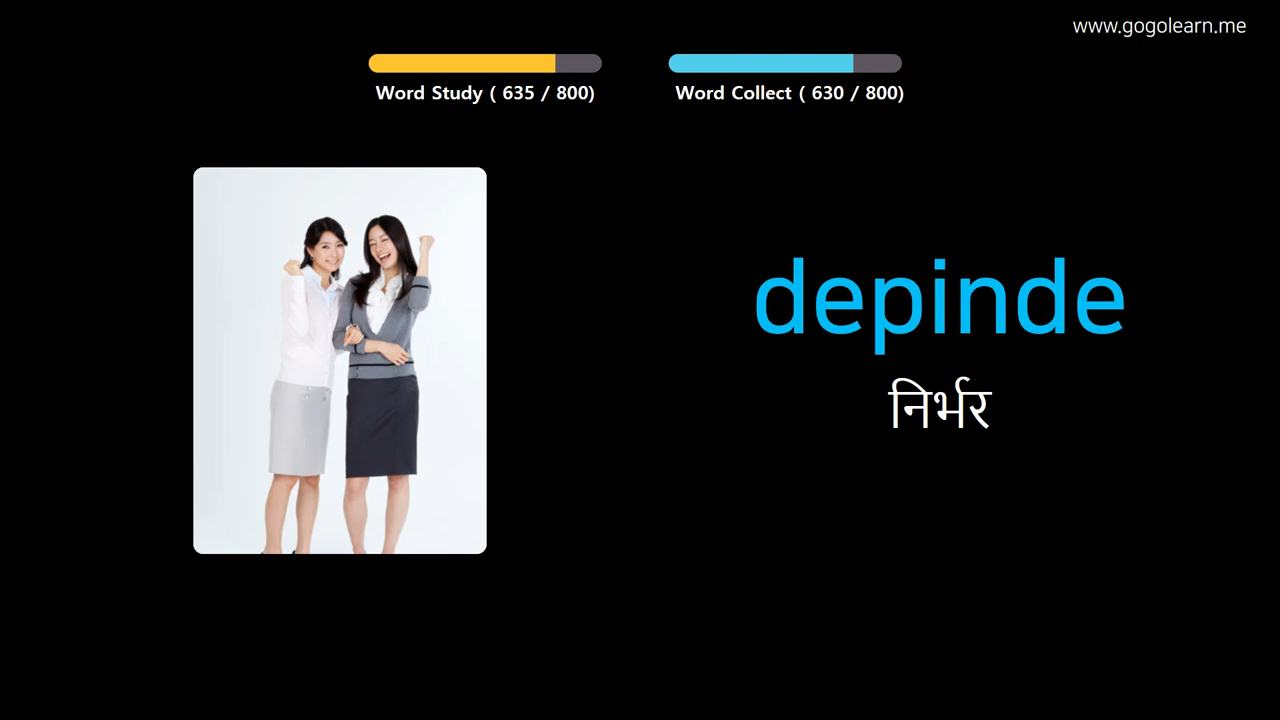 www.gogolearn.me
Word Study ( 635 / 800)
Word Collect ( 630 / 800)
depinde
निर्भर